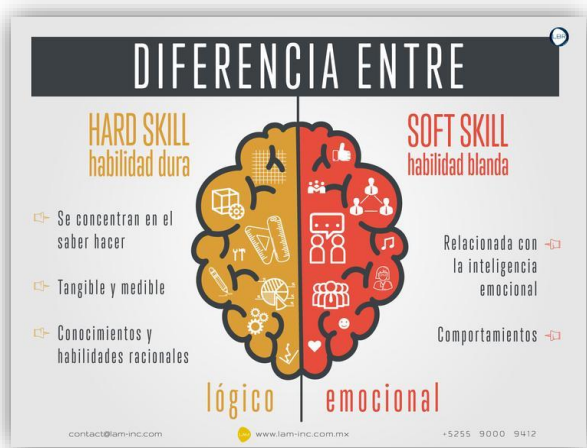 DIFERENCIA ENTRE
HARD SKILL
habilidad dura
Se concentran en el
saber hacer
Tangible y medible
Conocimientos y
habilidades racionales
SOFT SKILL
habilidad blanda
Relacionada con
la inteligencia
emocional
Comportamientos
lógico
emocional
contact@lam-inc.com
www.lam-inc.com.mx
+5255 9000 9412